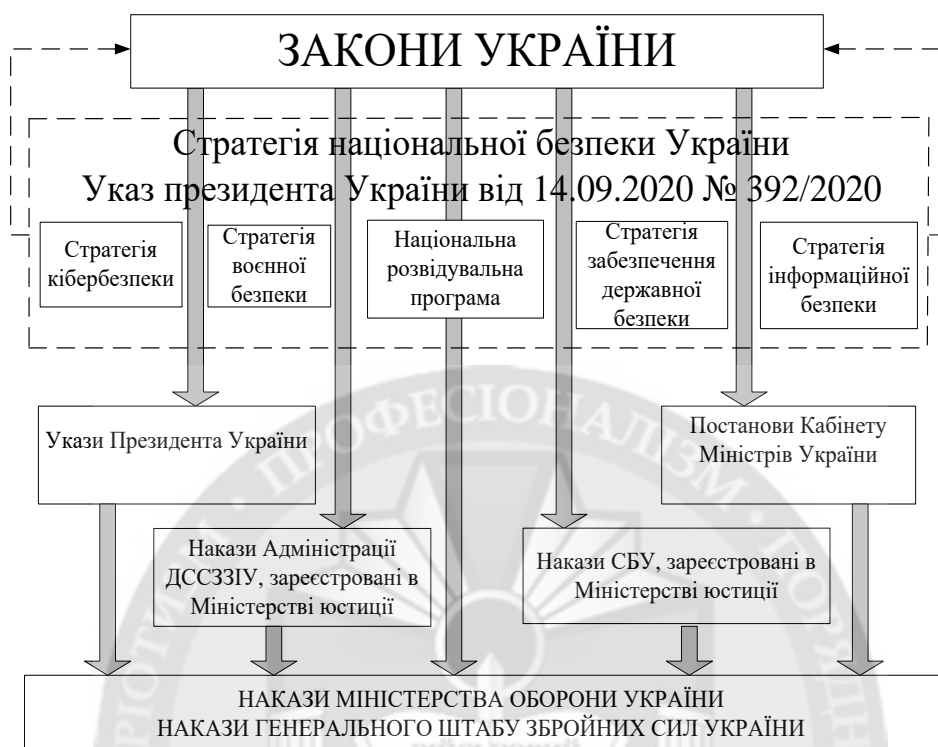 ЗАКОНИ УКРАЇНИ
Стратегія національної безпеки України
Указ президента України від 14.09.2020 № 392/2020
Стратегія
кібербезпеки
Стратегія
воєнної
безпеки
Національна
розвідувальна
програма
Стратегія
забезпечення
державної
безпеки
Стратегія
інформаційної
безпеки
Укази Президента України
Постанови Кабінету
Міністрів України
Накази Адміністрації
ДССЗЗІУ, зареєстровані в
Міністерстві юстиції
Накази СБУ, зареєстровані в
Міністерстві юстиції
НАКАЗИ МІНІСТЕРСТВА ОБОРОНИ УКРАЇНИ
НАКАЗИ ГЕНЕРАЛЬНОГО ШТАБУ ЗБРОЙНИХ СИЛ УКРАЇНИ
ПРОФЕСІОНАЛІЗМ